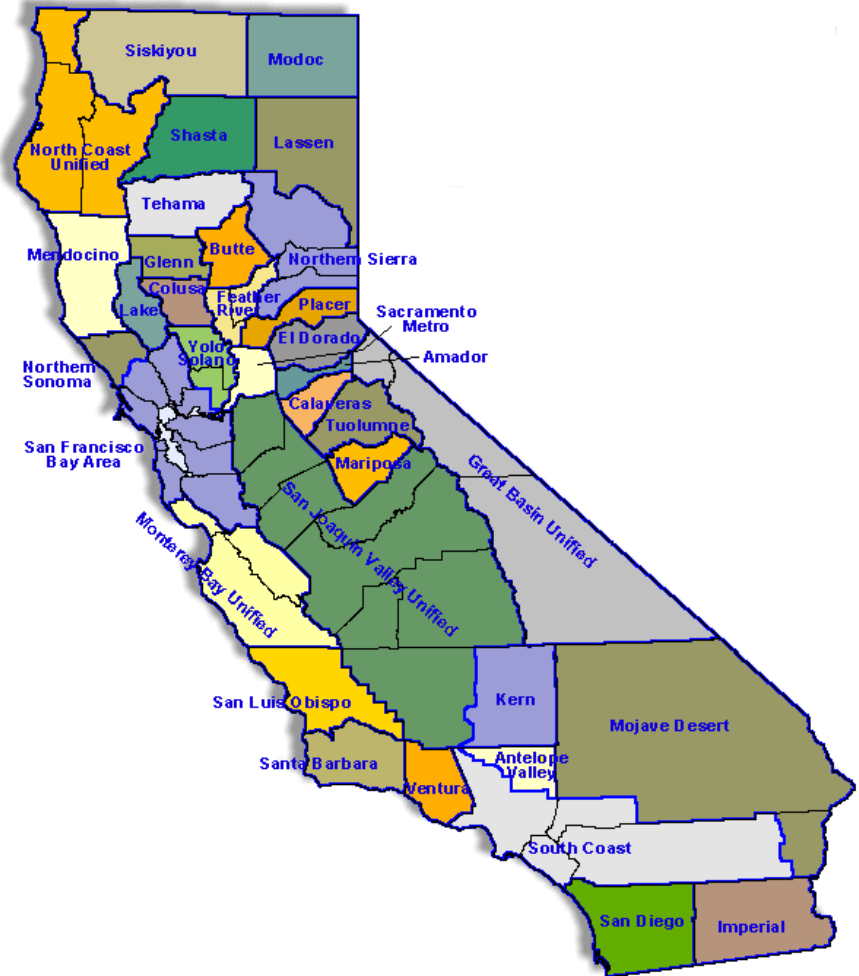 Siskiyou
Modoc
Shasta
Lassen
North Coast
Unified
Tehama
Mendocino
Butte
Glenn
Northern Sierra
Colusa
Feather
River
Placer
Lake
Sacramento
Metro
El Dorado
Yolo
Solano
Amador
Northern
Sonoma
Calaveras
Tuolumne
San Francisco
Bay Area
Mariposa
Great Basin Unified
San Joaquin Valley Unified
Monterey Bay Unified
San Luis Obispo
Kern
Mojave Desert
Santa Barbara
Antelope
Valley
Ventura
South Coast
San Diego
Imperial